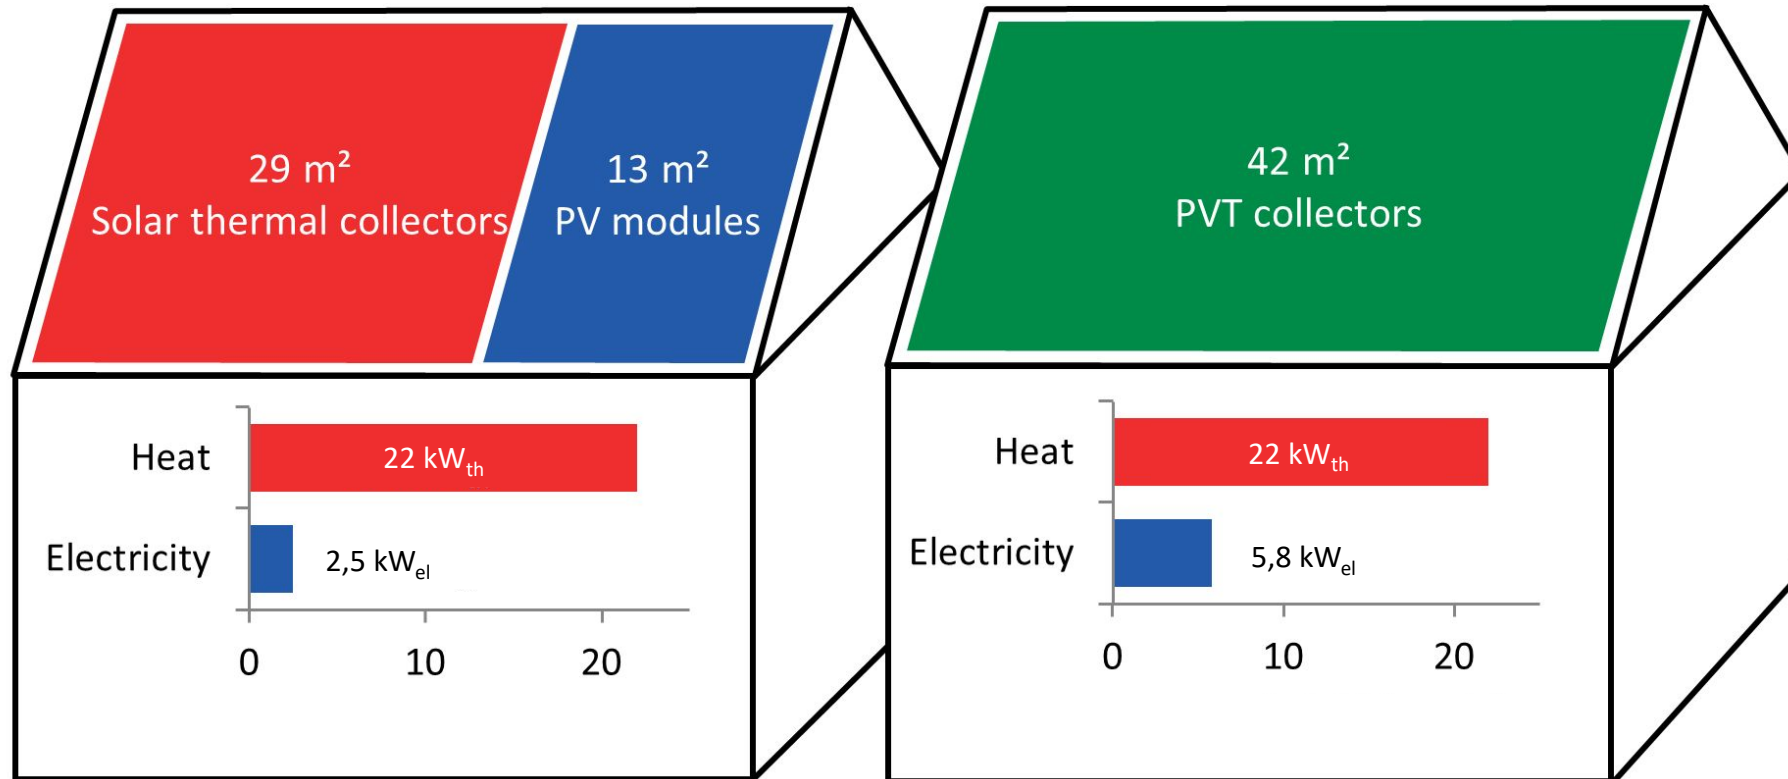 29 m²
Solar thermal collectors
13 m²
PV modules
Heat
22 kWth
Electricity
2,5 kWel
0 10 20
42 m²
PVT collectors
Heat
22 kWth
Electricity
5,8 kWel
0 10 20